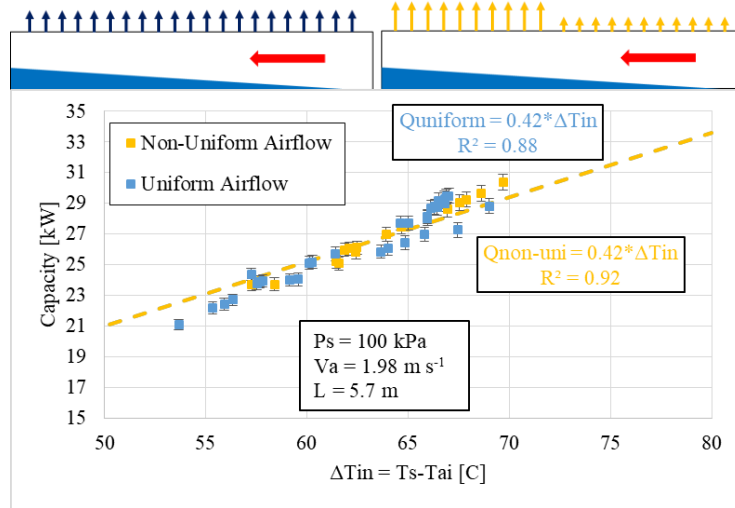 35
33
31
29
27
25
23
21
19
17
15
Capacity [kW]
Non-Uniform Airflow
Uniform Airflow
Quniform = 0.42*ΔTin
R² = 0.88
Qnon-uni = 0.42*ΔTin
R² = 0.92
Ps = 100 kPa
Va = 1.98 m s⁻¹
L = 5.7 m
50 55 60 65 70 75 80
ΔTin = Ts-Tai [C]